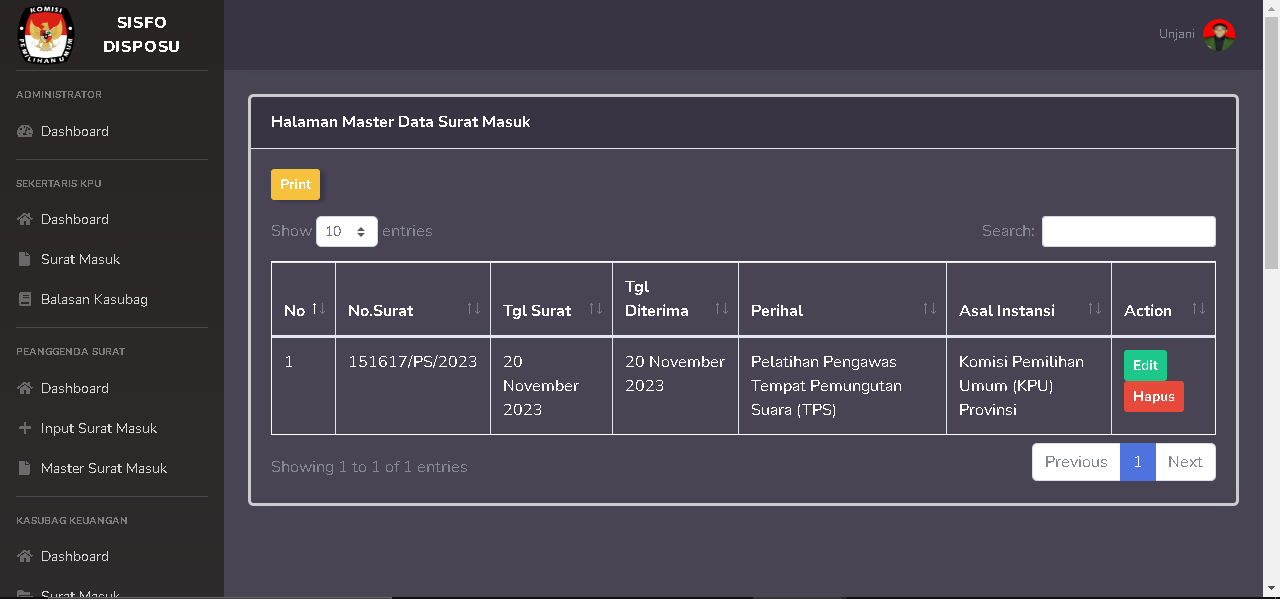 KOMISI
PEMILIHAN UMUM
SISFO
DISPOSU
Unjani
ADMINISTRATOR
Dashboard
SEKERTARIS KPU
Dashboard
Surat Masuk
Balasan Kasubag
PEANGGENDA SURAT
Dashboard
Input Surat Masuk
Master Surat Masuk
KASUBAG KEUANGAN
Dashboard
Surat Masuk
Halaman Master Data Surat Masuk
Print
Show 10 entries
Search:
No No.Surat Tgl Surat Tgl Diterima Perihal Asal Instansi Action
1 151617/PS/2023 20 November 2023 20 November 2023 Pelatihan Pengawas Tempat Pemungutan Suara (TPS) Komisi Pemilihan Umum (KPU) Provinsi Edit Hapus
Showing 1 to 1 of 1 entries
Previous 1 Next